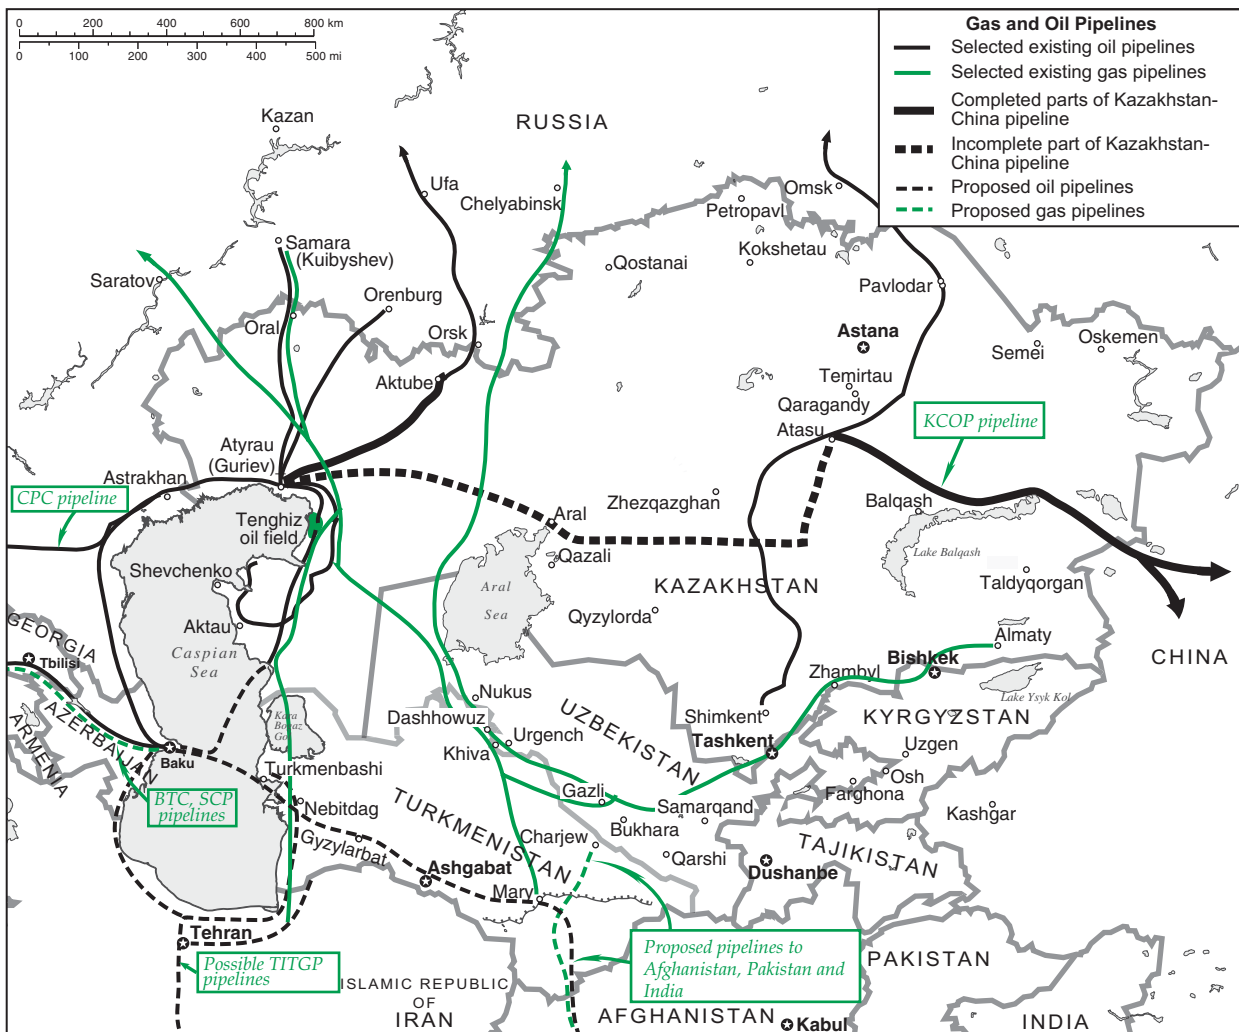 0 200 400 600 800 km
0 100 200 300 400 500 mi
Gas and Oil Pipelines
Selected existing oil pipelines
Selected existing gas pipelines
Completed parts of Kazakhstan-
China pipeline
Incomplete part of Kazakhstan-
China pipeline
Proposed oil pipelines
Proposed gas pipelines
Kazan
RUSSIA
Ufa
Chelyabinsk
Omsk
Petropavl
Samara
(Kuibyshev)
Kokshetau
Qostanai
Saratov
Orenburg
Pavlodar
Oral
Orsk
Astana
Semei
Oskemen
Aktube
Temirtau
Qaragandy
Atasu
KCOP pipeline
Atyrau
(Guriev)
Astrakhan
CPC pipeline
Zhezqazghan
Balqash
Tenghiz
oil field
Aral
Qazali
Lake Balqash
Shevchenko
KAZAKHSTAN
Taldyqorgan
Aral
Sea
Qyzylorda
GEORGIA
Aktau
Almaty
Caspian
Sea
Tbilisi
Bishkek
CHINA
Zhambyl
Lake Ysyk Kol
Nukus
Dashhowuz
Urgench
Khiva
UZBEKISTAN
Shimkent
Tashkent
KYRGYZSTAN
Kara
Bogaz
Gol
AZERBAIJAN
ARMENIA
Baku
Uzgen
Osh
Farghona
Turkmenbashi
BTC, SCP
pipelines
Nebitdag
Gazli
Samarqand
Kashgar
TURKMENISTAN
Bukhara
Gyzylarbat
Charjew
Qarshi
TAJIKISTAN
Ashgabat
Dushanbe
Mary
Tehran
Possible TITGP
pipelines
Proposed pipelines to
Afghanistan, Pakistan and
India
PAKISTAN
ISLAMIC REPUBLIC
OF
IRAN
AFGHANISTAN
Kabul
INDIA